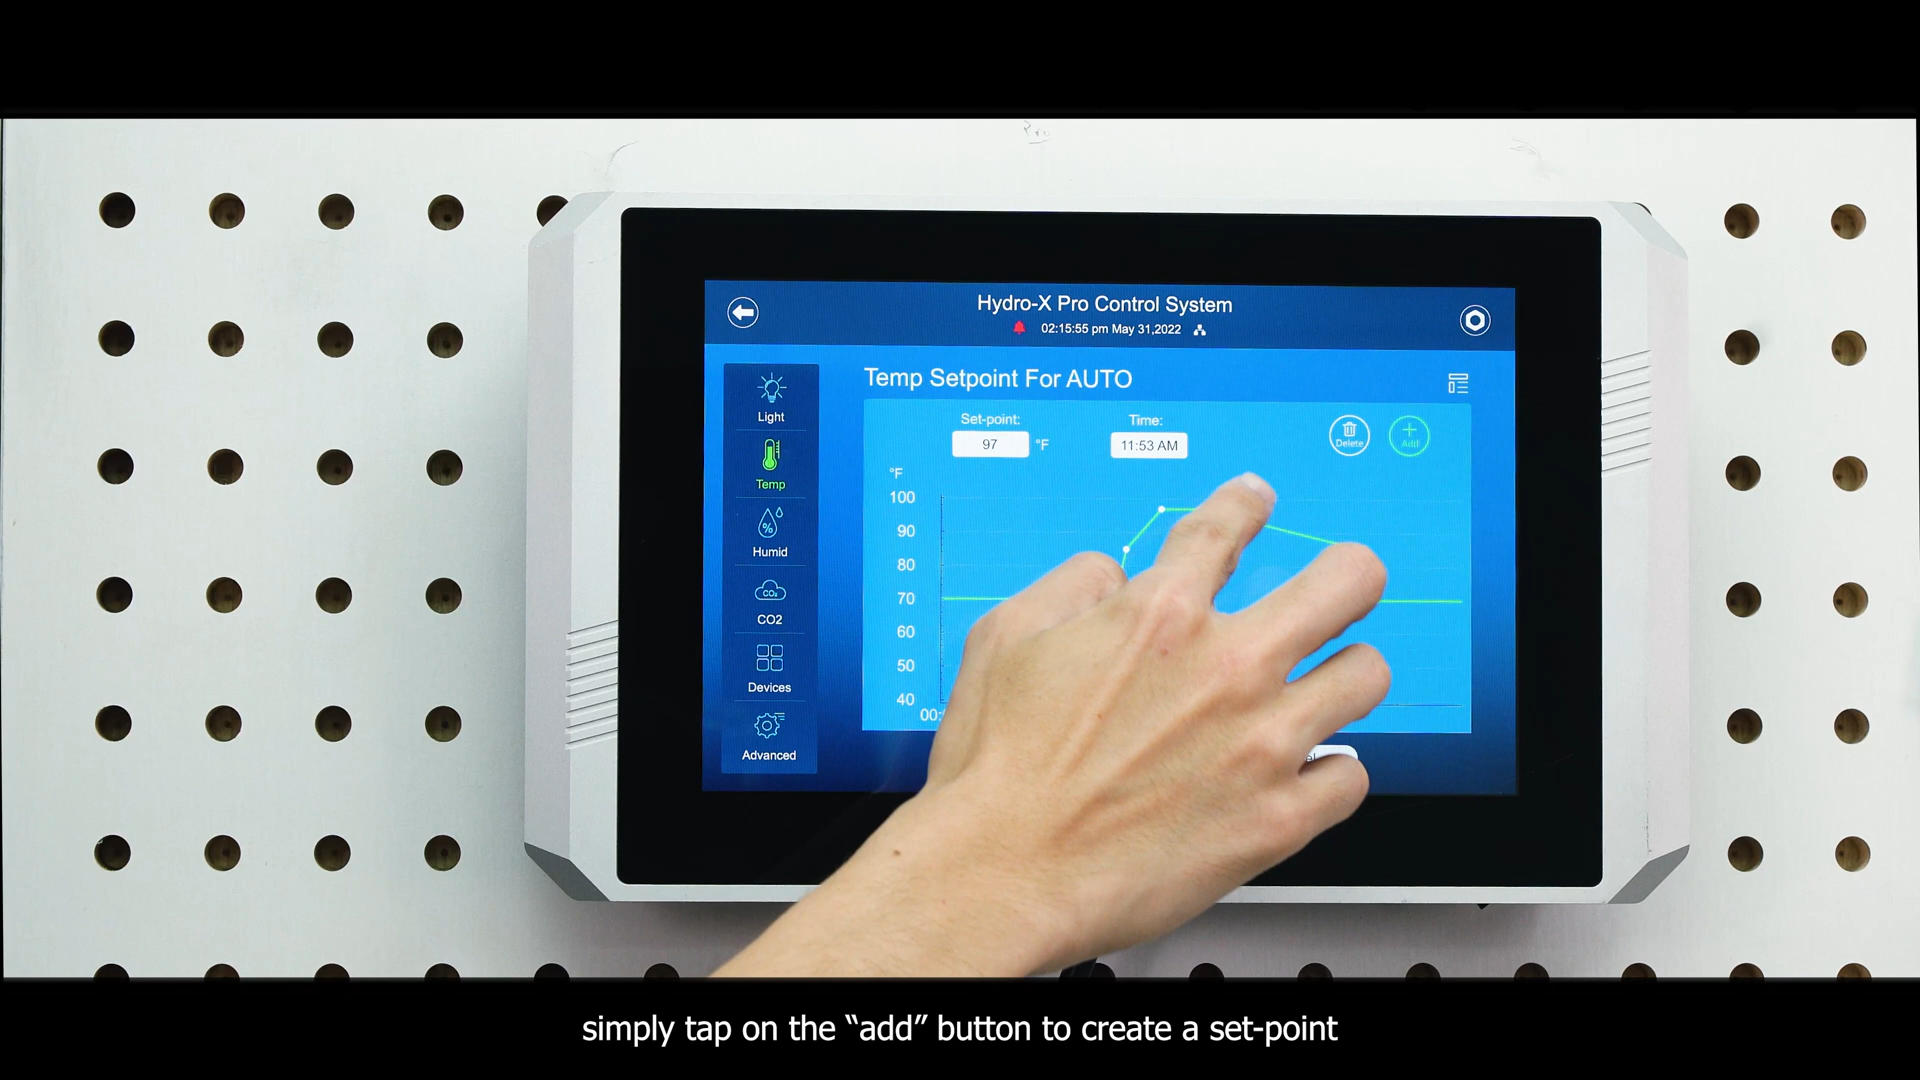 Hydro-X Pro Control System
02:15:55 pm May 31,2022
Light
Temp
Humid
CO2
Devices
Advanced
Temp Setpoint For AUTO
Set-point:
97 °F
Time:
11:53 AM
Delete
Add
°F
100
90
80
70
60
50
40
00:
%
CO₂
simply tap on the “add” button to create a set-point